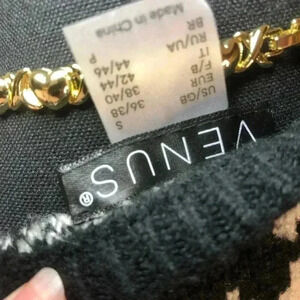 VENUS®
US/GB S
EUR 36/38
F/B 38/40
IT 42/44
RU/UA 44/46
BR P
Made in China